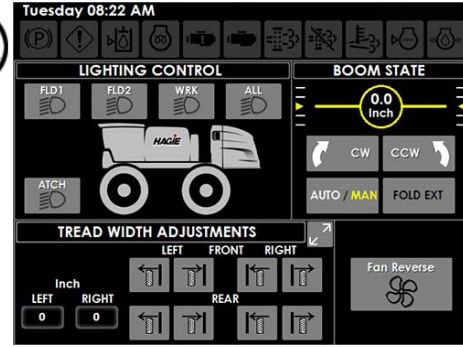 Tuesday 08:22 AM
(P)
LIGHTING CONTROL
FLD1 FLD2 WRK ALL
HAGIE
ATCH
BOOM STATE
0.0
Inch
CW CCW
AUTO / MAN FOLD EXT
TREAD WIDTH ADJUSTMENTS
LEFT FRONT RIGHT
Inch
LEFT RIGHT
0 0
REAR
Fan Reverse